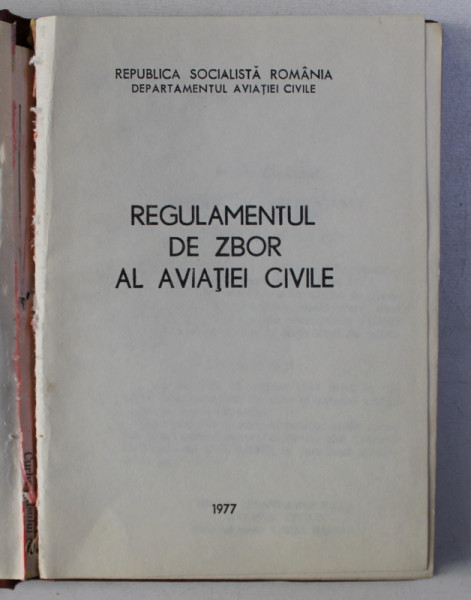 REPUBLICA SOCIALISTĂ ROMÂNIA
DEPARTAMENTUL AVIAȚIEI CIVILE
REGULAMENTUL
DE ZBOR
AL AVIAȚIEI CIVILE
1977